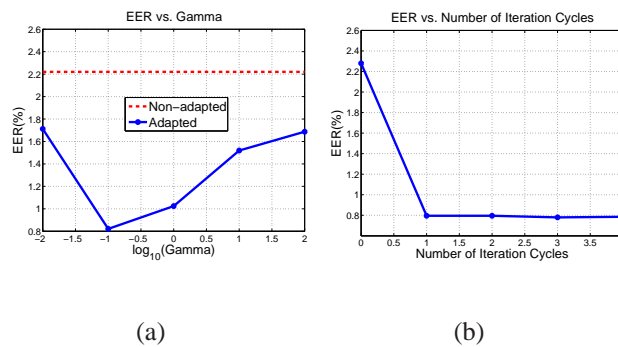 EER vs. Gamma
2.6
2.4
2.2
2
1.8
1.6
1.4
1.2
1
0.8
EER(%)
Non-adapted
Adapted
−2 −1.5 −1 −0.5 0 0.5 1 1.5 2
log10(Gamma)
(a)
EER vs. Number of Iteration Cycles
2.6
2.4
2.2
2
1.8
1.6
1.4
1.2
1
0.8
EER(%)
0 0.5 1 1.5 2 2.5 3 3.5
Number of Iteration Cycles
(b)